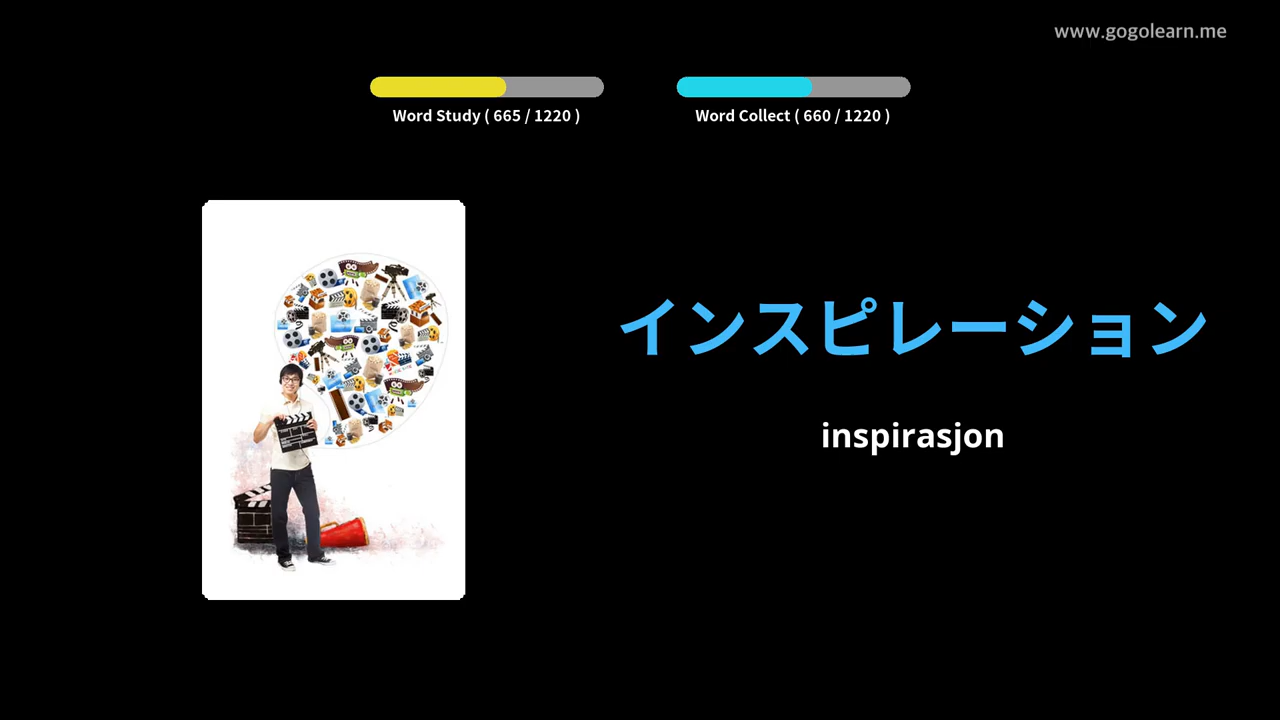 www.gogolearn.me
Word Study ( 665 / 1220 )
Word Collect ( 660 / 1220 )
インスピレーション
inspirasjon